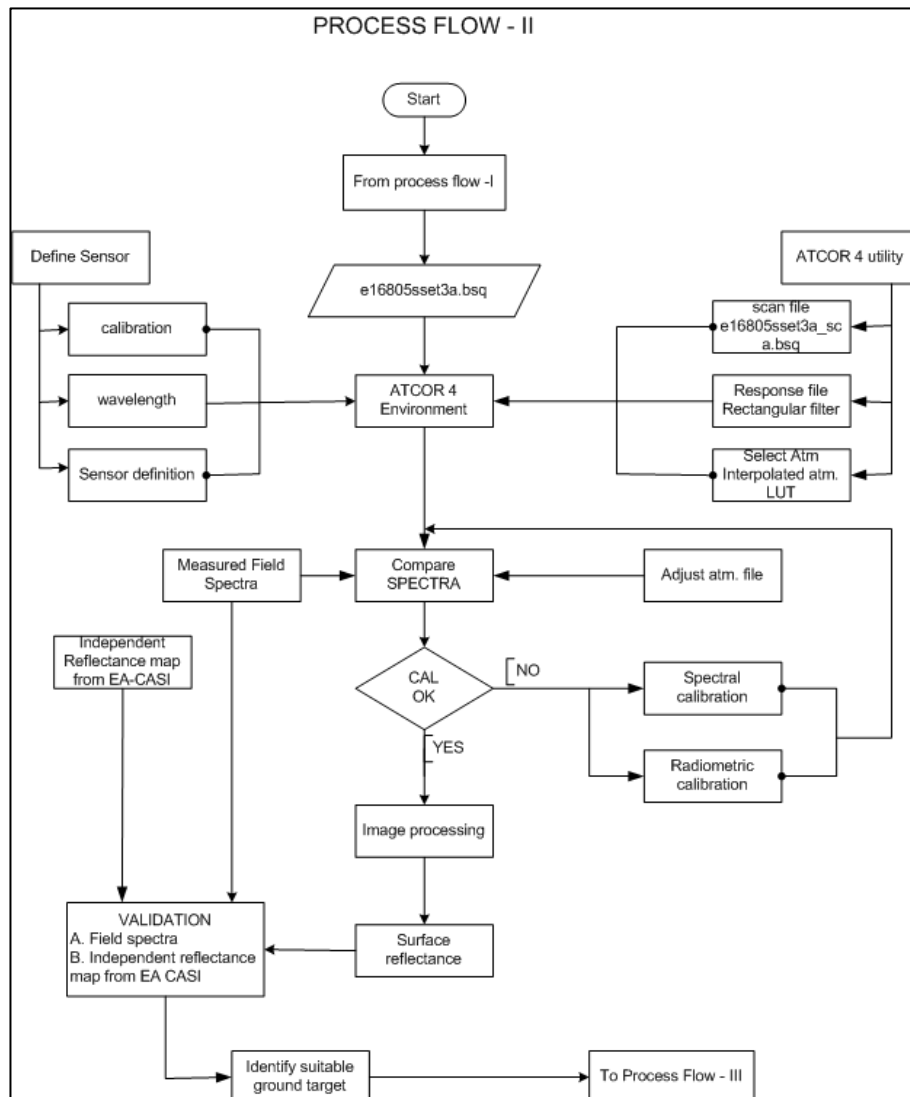 PROCESS FLOW - II
Start
From process flow -I
Define Sensor
ATCOR 4 utility
e16805sset3a.bsq
calibration
scan file
e16805sset3a_sc
a.bsq
wavelength
ATCOR 4
Environment
Response file
Rectangular filter
Sensor definition
Select Atm
Interpolated atm.
LUT
Measured Field
Spectra
Compare
SPECTRA
Adjust atm. file
Independent
Reflectance map
from EA-CASI
CAL
OK
NO
Spectral
calibration
YES
Radiometric
calibration
Image processing
VALIDATION
A. Field spectra
B. Independent reflectance
map from EA CASI
Surface
reflectance
Identify suitable
ground target
To Process Flow - III